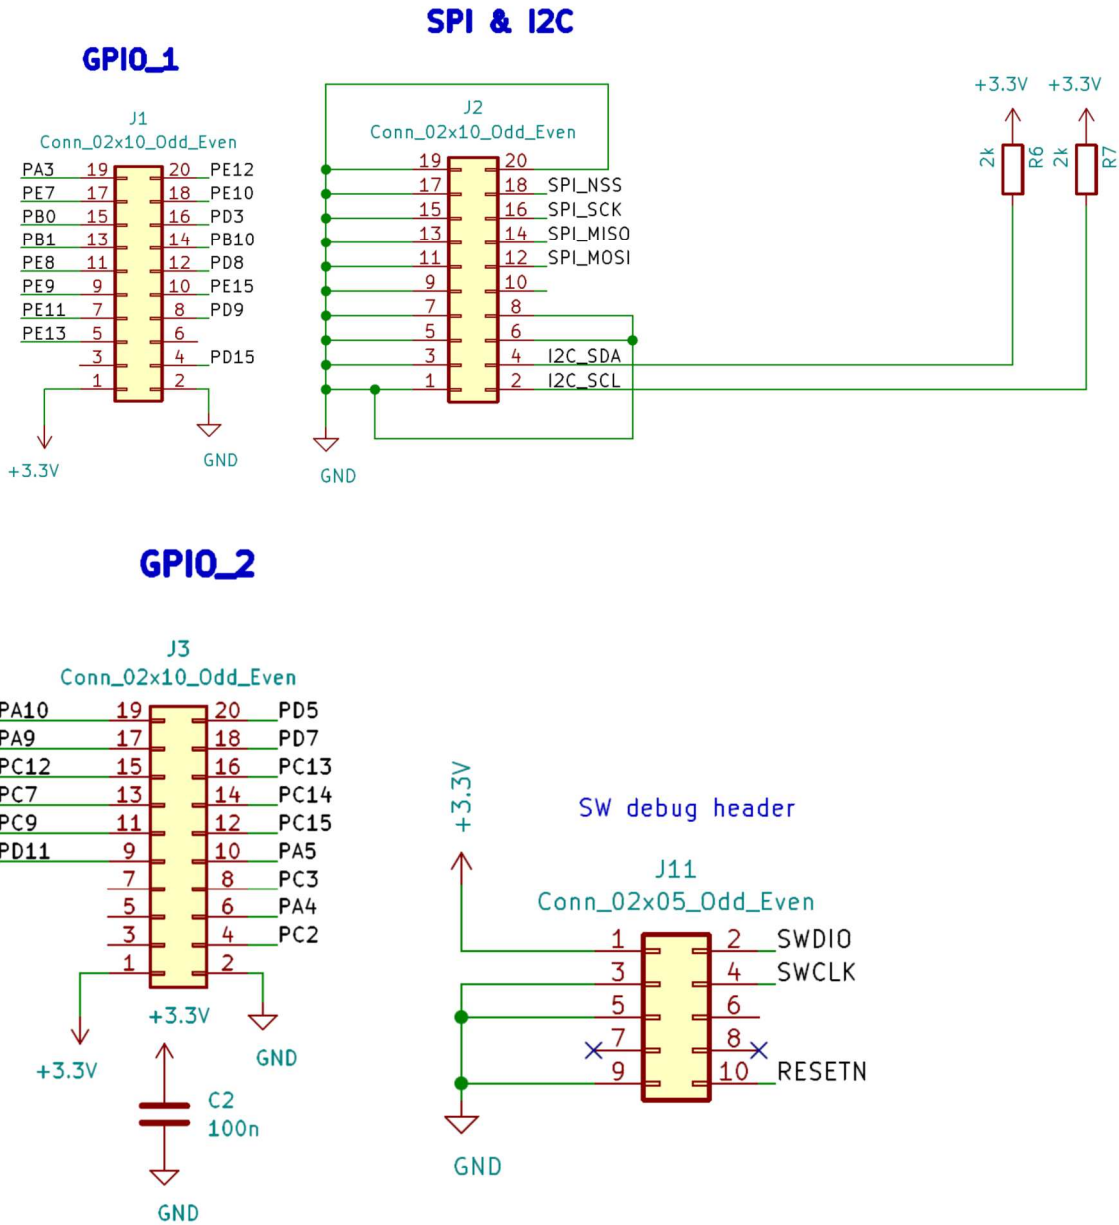 SPI & I2C
GPIO_1
J1
Conn_02x10_Odd_Even
PA3 19 20 PE12
PE7 17 18 PE10
PB0 15 16 PD3
PB1 13 14 PB10
PE8 11 12 PD8
PE9 9 10 PE15
PE11 7 8 PD9
PE13 5 6
3 4 PD15
1 2
+3.3V
GND
J2
Conn_02x10_Odd_Even
19 20
17 18 SPI_NSS
15 16 SPI_SCK
13 14 SPI_MISO
11 12 SPI_MOSI
9 10
7 8
5 6
3 4 I2C_SDA
1 2 I2C_SCL
GND
+3.3V +3.3V
2k R6 2k R7
GPIO_2
J3
Conn_02x10_Odd_Even
PA10 19 20 PD5
PA9 17 18 PD7
PC12 15 16 PC13
PC7 13 14 PC14
PC9 11 12 PC15
PD11 9 10 PA5
7 8 PC3
5 6 PA4
3 4 PC2
1 2
+3.3V
GND
+3.3V
C2
100n
GND
+3.3V
SW debug header
J11
Conn_02x05_Odd_Even
1 2 SWDIO
3 4 SWCLK
5 6
7 8
9 10 RESETN
GND